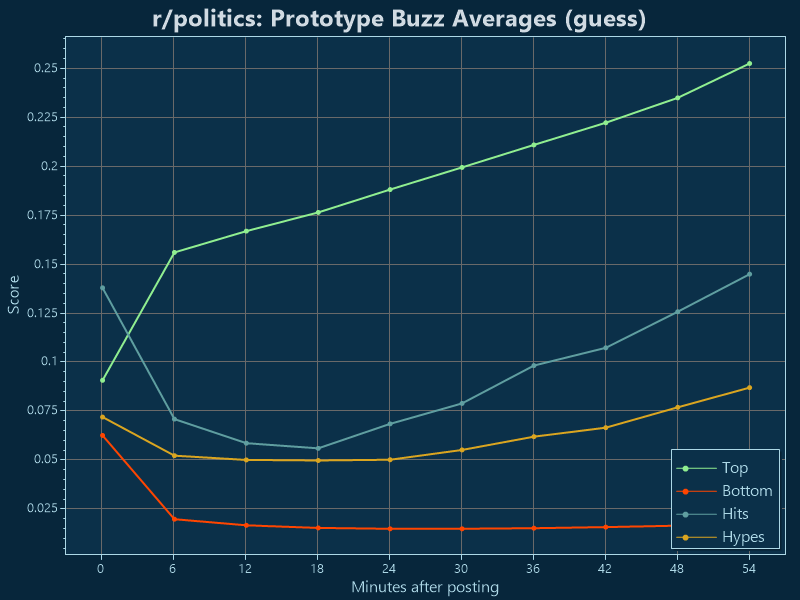 r/politics: Prototype Buzz Averages (guess)
0.25
0.225
0.2
0.175
0.15
0.125
0.1
0.075
0.05
0.025
Score
Top
Bottom
Hits
Hypes
0 6 12 18 24 30 36 42 48 54
Minutes after posting